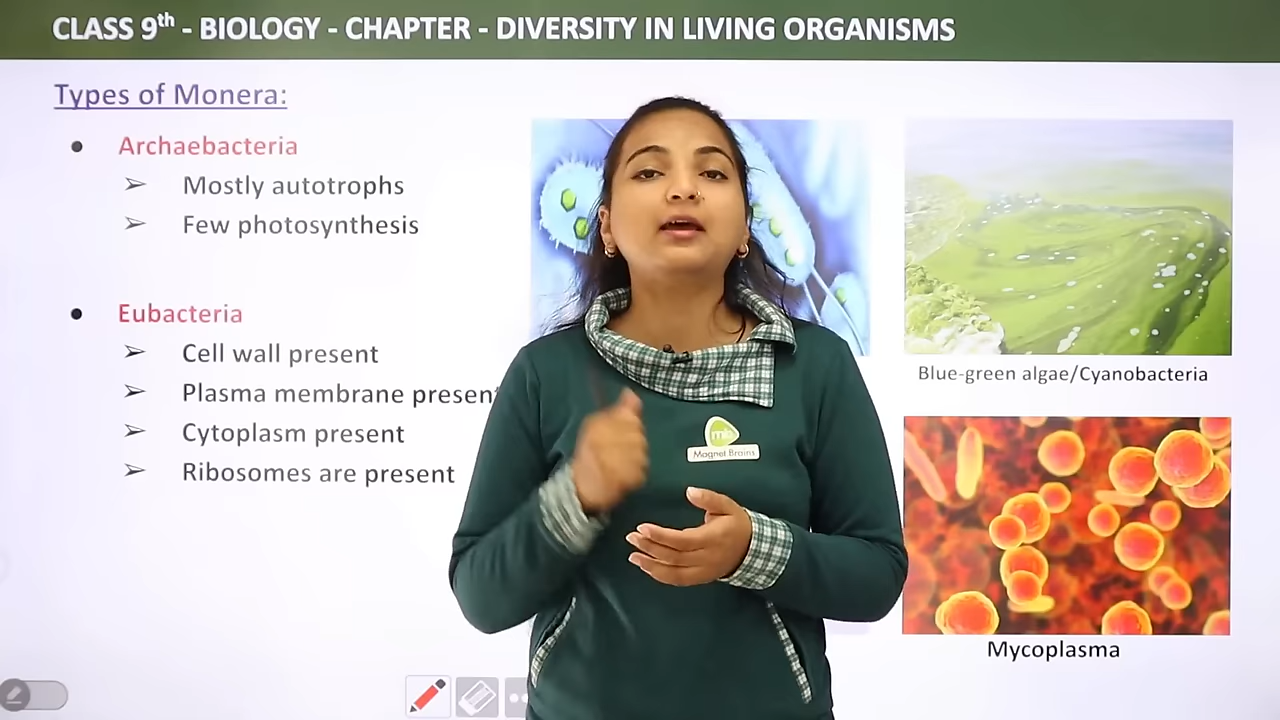 CLASS 9th - BIOLOGY - CHAPTER - DIVERSITY IN LIVING ORGANISMS
Types of Monera:
Archaebacteria
Mostly autotrophs
Few photosynthesis
Eubacteria
Cell wall present
Plasma membrane present
Cytoplasm present
Ribosomes are present
Blue-green algae/Cyanobacteria
Mycoplasma
mb
Magnet Brains